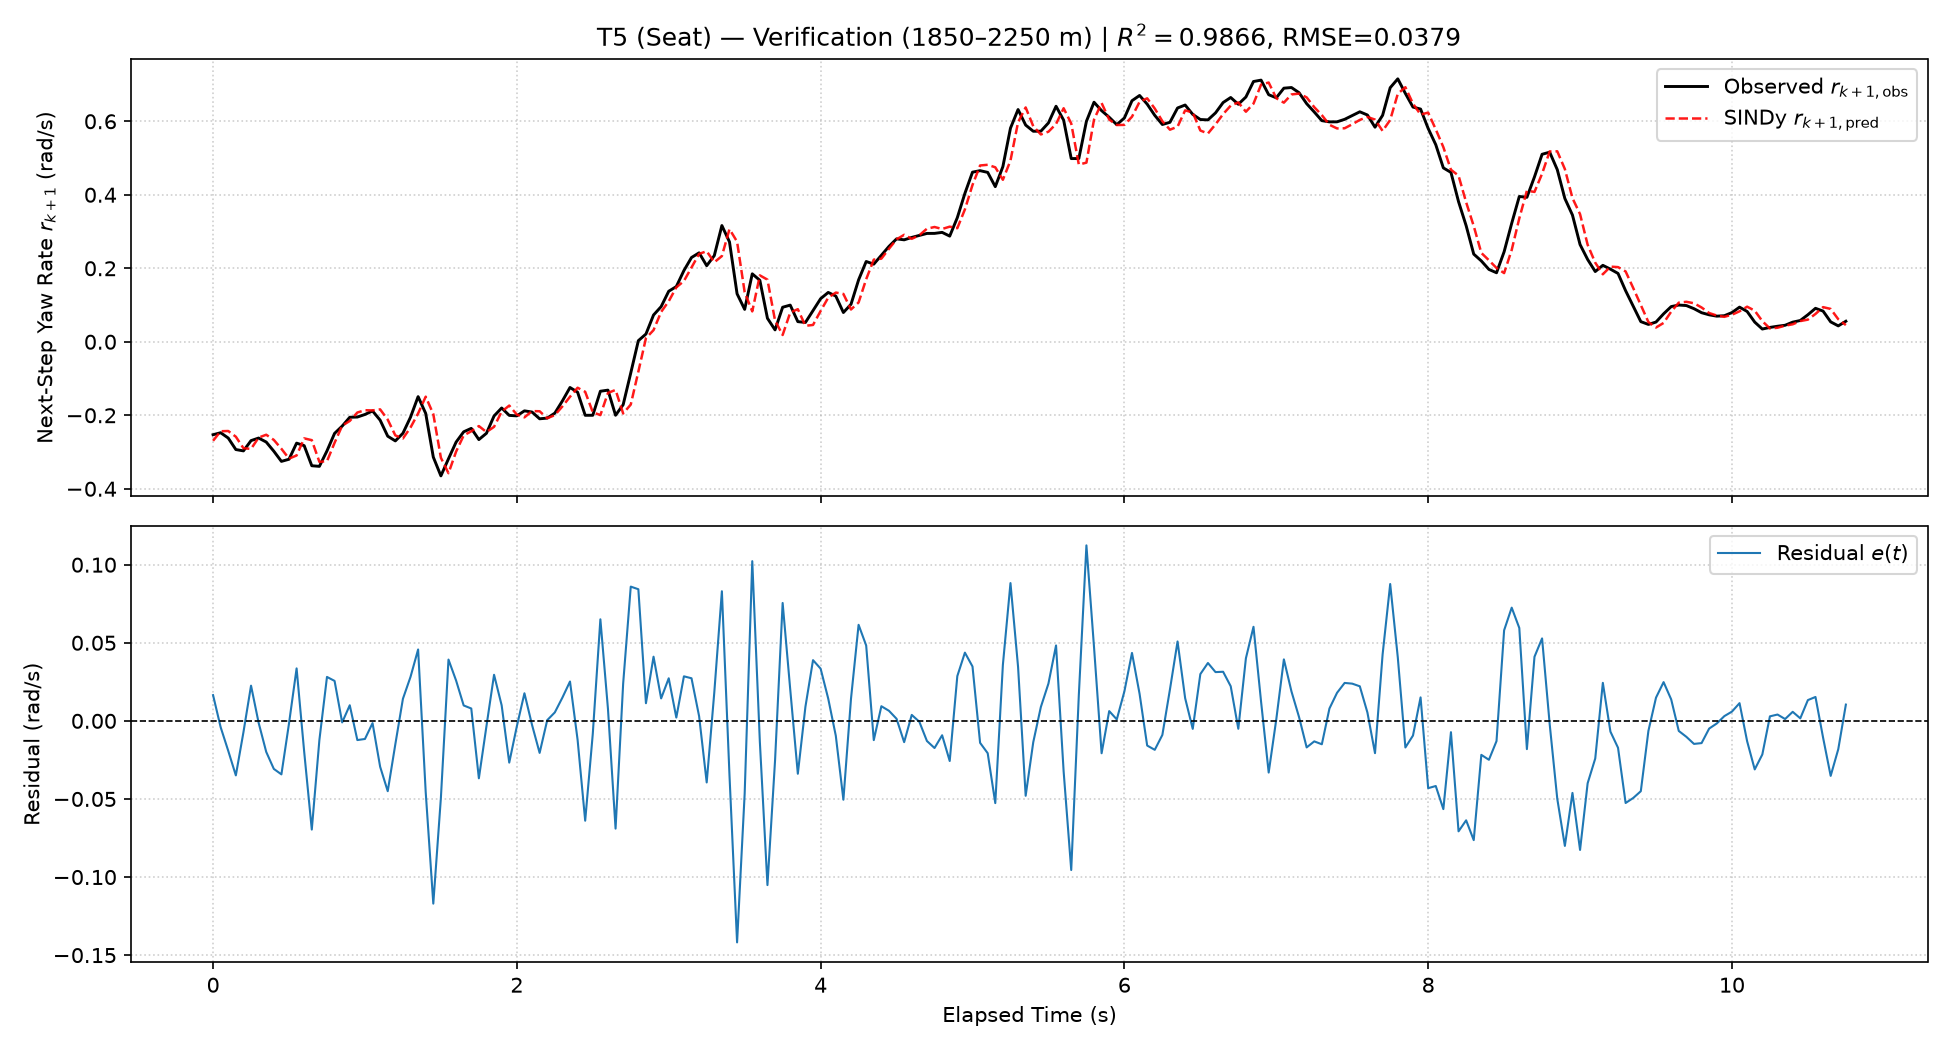 T5 (Seat) — Verification (1850–2250 m) | $R^2 = 0.9866$, RMSE=0.0379
Next-Step Yaw Rate $r_{k+1}$ (rad/s)
0.6
0.4
0.2
0.0
−0.2
−0.4
Observed $r_{k+1,\mathrm{obs}}$
SINDy $r_{k+1,\mathrm{pred}}$
Residual (rad/s)
0.10
0.05
0.00
−0.05
−0.10
−0.15
Residual $e(t)$
0 2 4 6 8 10
Elapsed Time (s)